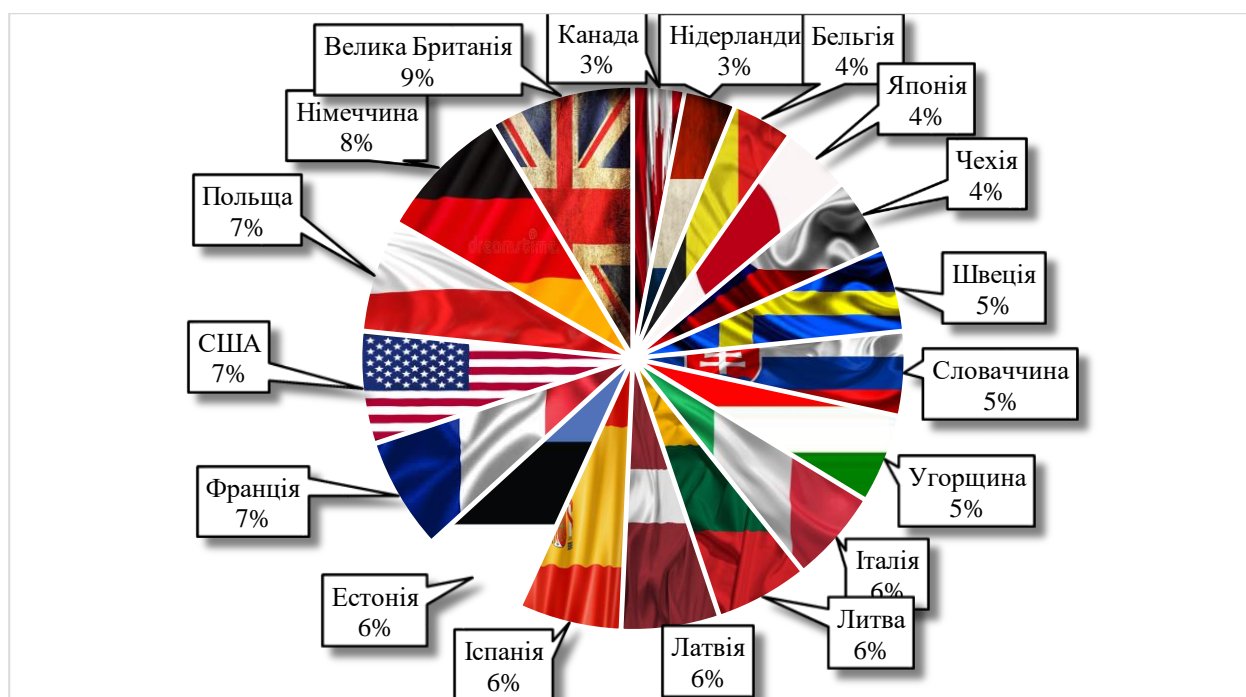 Канада
3%
Нідерланди
3%
Бельгія
4%
Японія
4%
Чехія
4%
Швеція
5%
Словаччина
5%
Угорщина
5%
Італія
6%
Литва
6%
Латвія
6%
Іспанія
6%
Естонія
6%
Франція
7%
США
7%
Польща
7%
Німеччина
8%
Велика Британія
9%
dreamstime